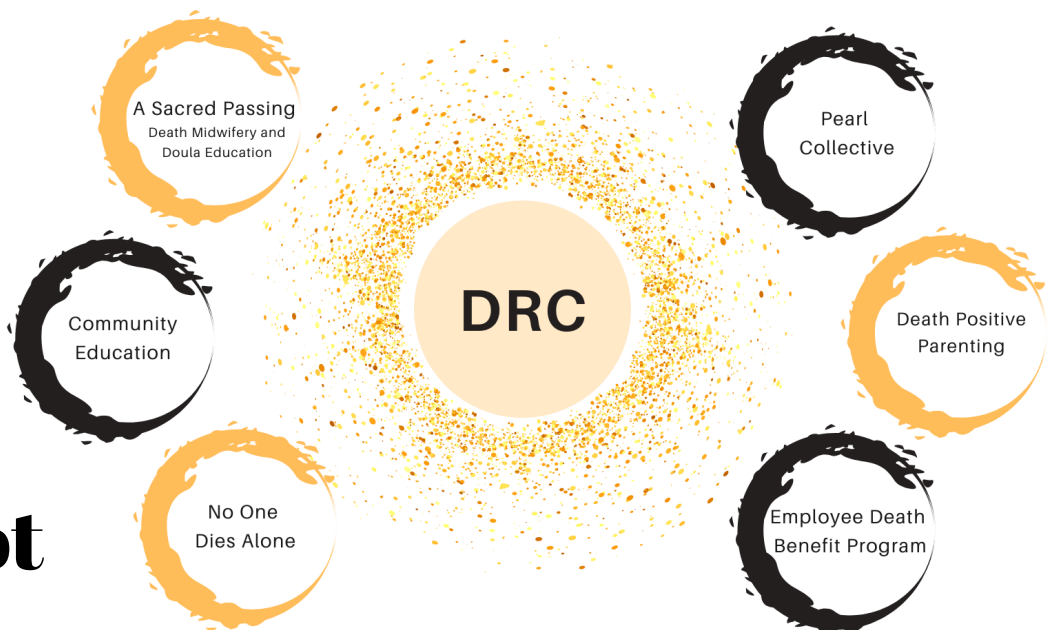 A Sacred Passing
Death Midwifery and
Doula Education
Pearl
Collective
DRC
Community
Education
Death Positive
Parenting
No One
Dies Alone
Employee Death
Benefit Program